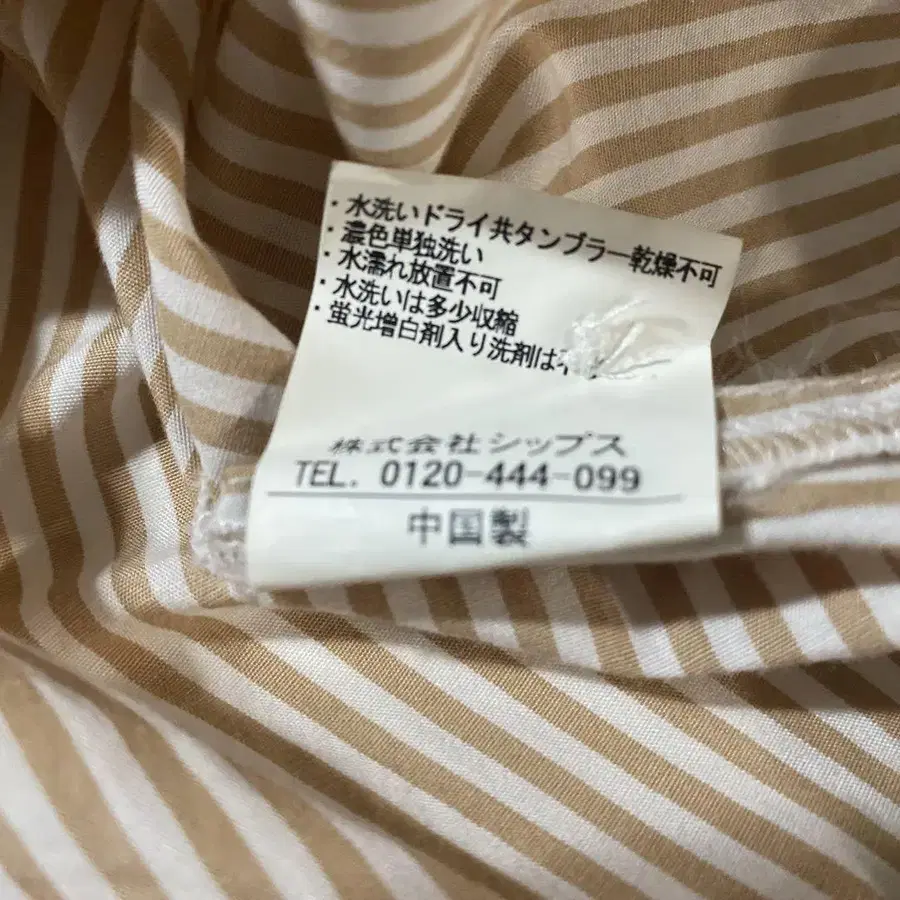 ・水洗いドライ共タンブラー乾燥不可
・濃色単独洗い
・水濡れ放置不可
・水洗いは多少収縮
・蛍光増白剤入り洗剤は
株式会社シップス
TEL. 0120-444-099
中国製